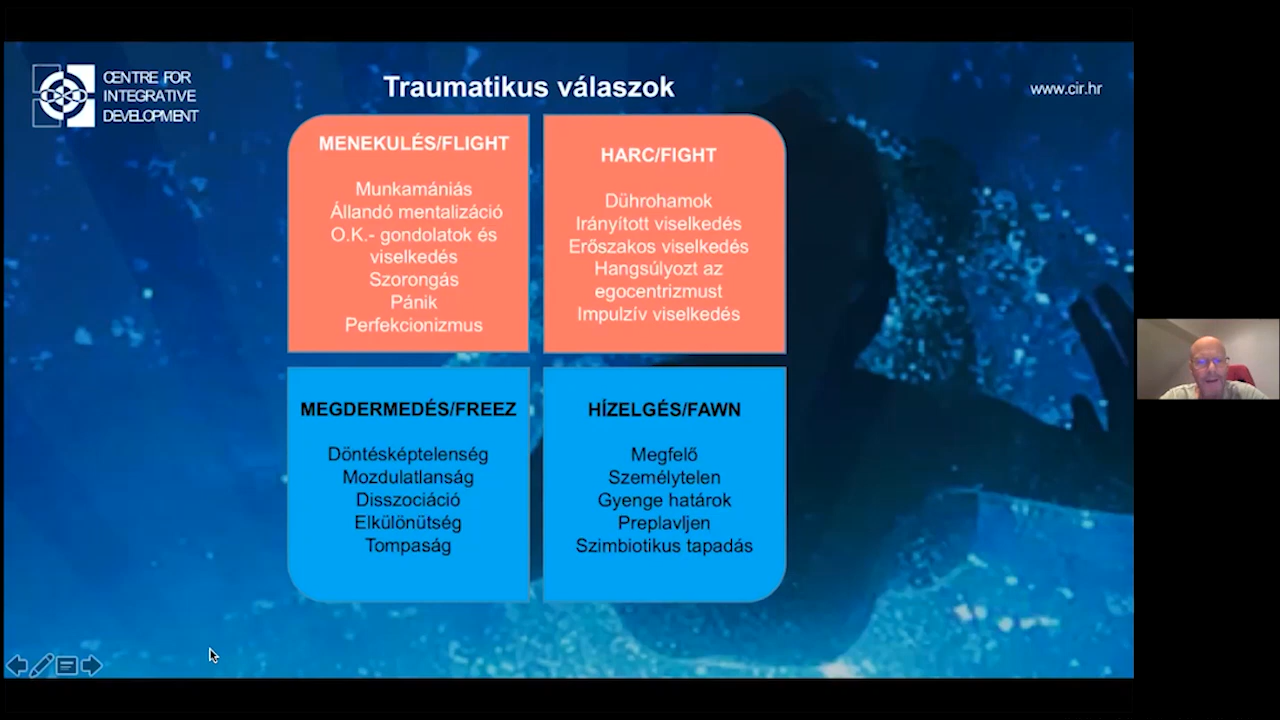 CENTRE FOR
INTEGRATIVE
DEVELOPMENT
Traumatikus válaszok
www.cir.hr
MENEKULÉS/FLIGHT
Munkamániás
Állandó mentalizáció
O.K.- gondolatok és
viselkedés
Szorongás
Pánik
Perfekcionizmus
HARC/FIGHT
Dührohamok
Irányított viselkedés
Erőszakos viselkedés
Hangsúlyozt az
egocentrizmust
Impulzív viselkedés
MEGDERMEDÉS/FREEZ
Döntésképtelenség
Mozdulatlanság
Disszociáció
Elkülönütség
Tompaság
HÍZELGÉS/FAWN
Megfelő
Személytelen
Gyenge határok
Preplavljen
Szimbiotikus tapadás